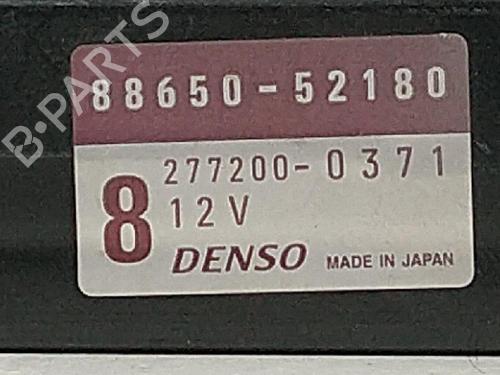 88650-52180
277200-0371
8
12V
DENSO MADE IN JAPAN
B-PARTS